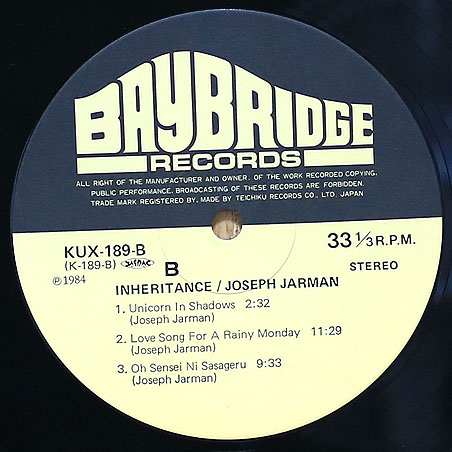 BAYBRIDGE
RECORDS
ALL RIGHT OF THE MANUFACTURER AND OWNER. OF THE WORK RECORDED COPYING,
PUBLIC PERFORMANCE. BROADCASTING OF THESE RECORDS ARE FORBIDDEN.
TRADE MARK REGISTERED BY. MADE BY TEICHIKU RECORDS CO., LTD. JAPAN
KUX-189-B
33 1/3 R.P.M.
(K-189-B) JASRAC
B
STEREO
Ⓟ1984
INHERITANCE / JOSEPH JARMAN
1. Unicorn In Shadows 2:32
(Joseph Jarman)
2. Love Song For A Rainy Monday 11:29
(Joseph Jarman)
3. Oh Sensei Ni Sasageru 9:33
(Joseph Jarman)